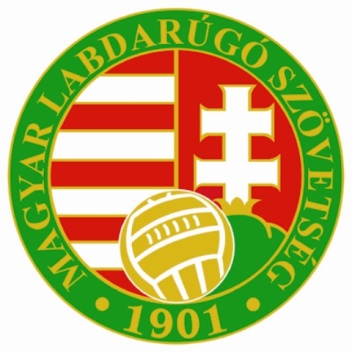 MAGYAR LABDARÚGÓ SZÖVETSÉG
• 1901 •